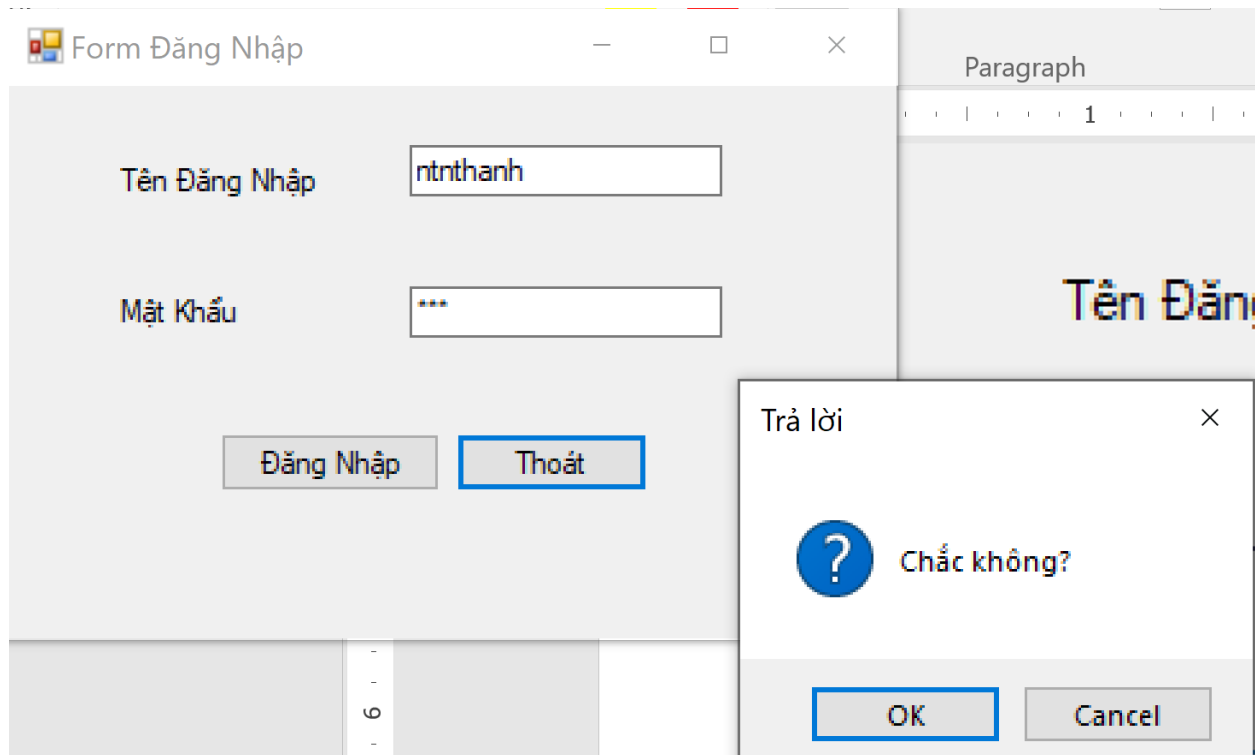 Form Đăng Nhập
Paragraph
1
Tên Đăng Nhập
ntnthanh
Mật Khẩu
***
Tên Đăng
Đăng Nhập
Thoát
Trả lời
Chắc không?
OK
Cancel
6